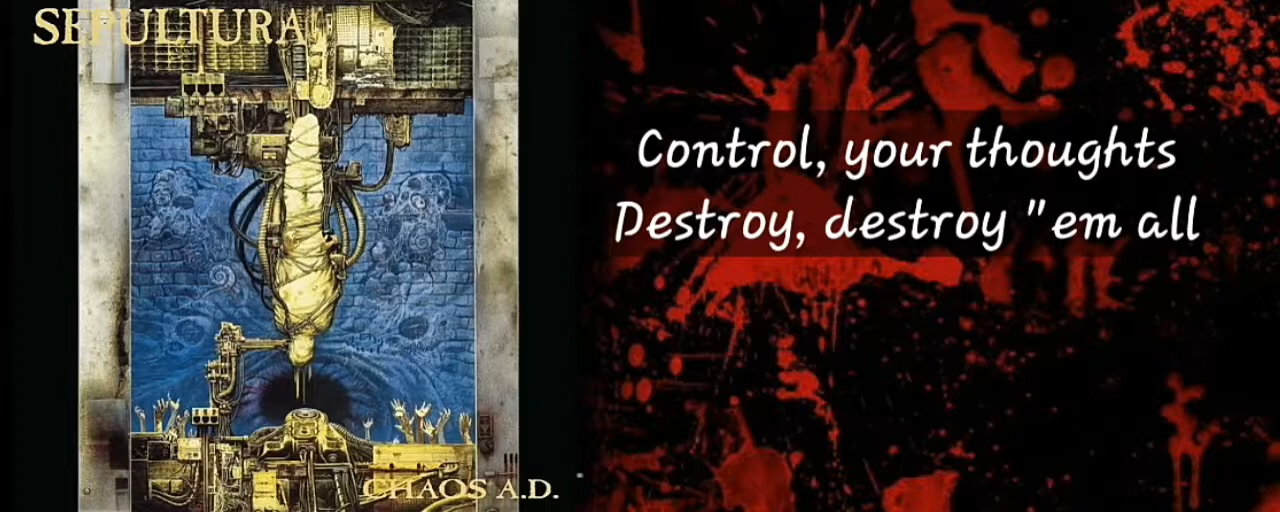 SEPULTURA
CHAOS A.D.
Control, your thoughts
Destroy, destroy "em all